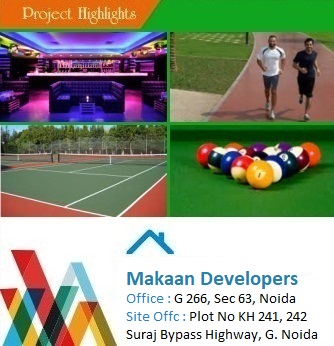 Project Highlights
Makaan Developers
Office : G 266, Sec 63, Noida
Site Offc : Plot No KH 241, 242
Suraj Bypass Highway, G. Noida